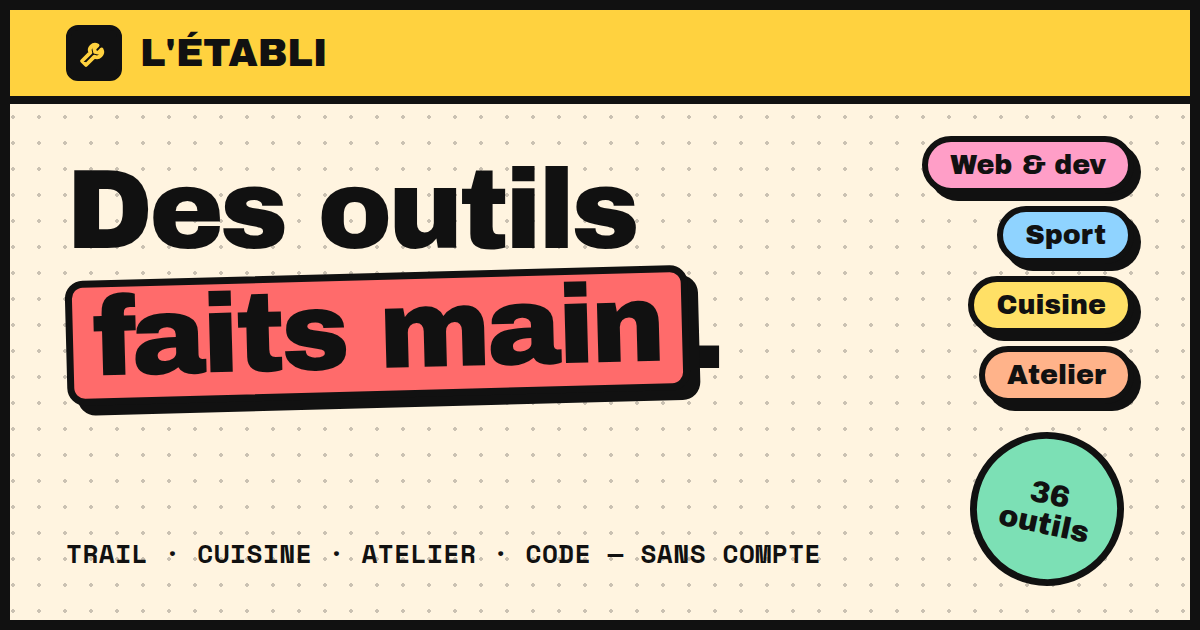 L'ÉTABLI
Des outils
faits main.
TRAIL · CUISINE · ATELIER · CODE — SANS COMPTE
Web & dev
Sport
Cuisine
Atelier
36
outils